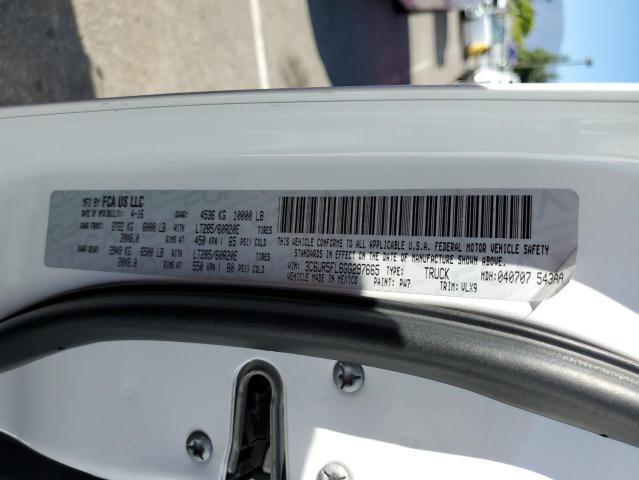 MFD BY FCA US LLC
DATE OF MFR(BUILT): 4-16 GVWR: 4536 KG 10000 LB
GAWR FRONT: 2722 KG 6000 LB LT285/60R20E TIRES
20X8.0 RIMS AT 450 KPA / 65 PSI COLD
GAWR REAR: 2949 KG 6500 LB LT285/60R20E TIRES
20X8.0 RIMS AT 550 KPA / 80 PSI COLD
THIS VEHICLE CONFORMS TO ALL APPLICABLE U.S.A. FEDERAL MOTOR VEHICLE SAFETY
STANDARDS IN EFFECT ON THE DATE OF MANUFACTURE SHOWN ABOVE.
VIN: 3C6UR5FL6GG297665 TYPE: TRUCK MDH: 040707 543AA
VEHICLE MADE IN MEXICO PAINT: PW7 TRIM: VLX9